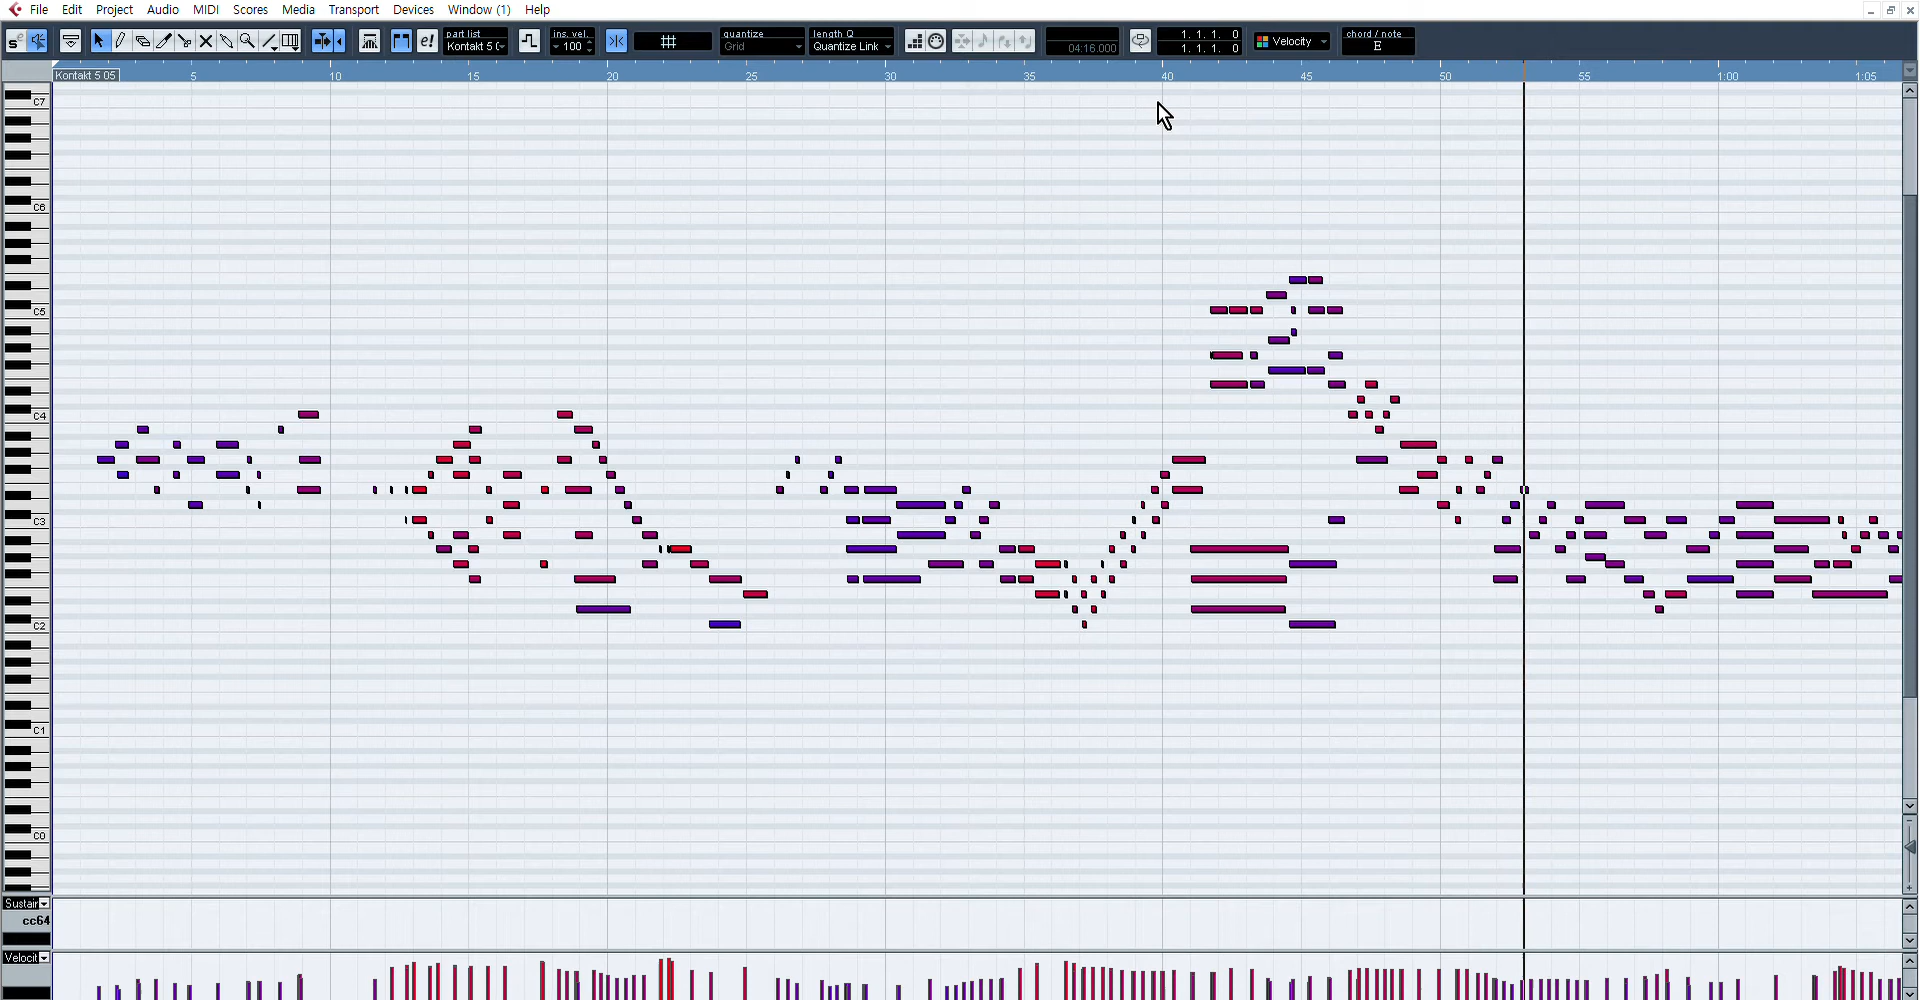 File Edit Project Audio MIDI Scores Media Transport Devices Window (1) Help
part list ins. vel. quantize length Q chord / note
Kontakt 5 ( 100 Grid Quantize Link 04:16.000 1. 1. 1. 0 Velocity E
1. 1. 1. 0
Kontakt 5 05 5 10 15 20 25 30 35 40 45 50 55 1:00 1:05
C7
C6
C5
C4
C3
C2
C1
C0
Sustair
cc64
Velocit